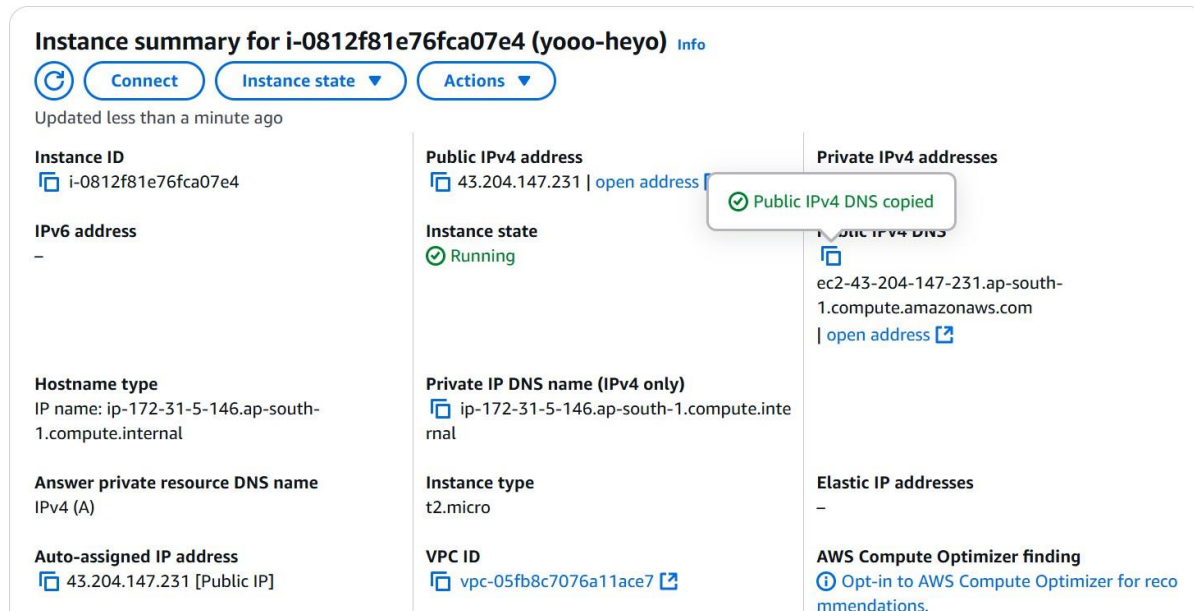 Instance summary for i-0812f81e76fca07e4 (yooo-heyo) Info
Connect
Instance state
Actions
Updated less than a minute ago
Instance ID
i-0812f81e76fca07e4
Public IPv4 address
43.204.147.231 | open address
Private IPv4 addresses
Public IPv4 DNS copied
IPv6 address
–
Instance state
Running
IPv4 DNS
ec2-43-204-147-231.ap-south-
1.compute.amazonaws.com
| open address
Hostname type
IP name: ip-172-31-5-146.ap-south-
1.compute.internal
Private IP DNS name (IPv4 only)
ip-172-31-5-146.ap-south-1.compute.inte
rnal
Answer private resource DNS name
IPv4 (A)
Instance type
t2.micro
Elastic IP addresses
–
Auto-assigned IP address
43.204.147.231 [Public IP]
VPC ID
vpc-05fb8c7076a11ace7
AWS Compute Optimizer finding
Opt-in to AWS Compute Optimizer for reco
mmendations.